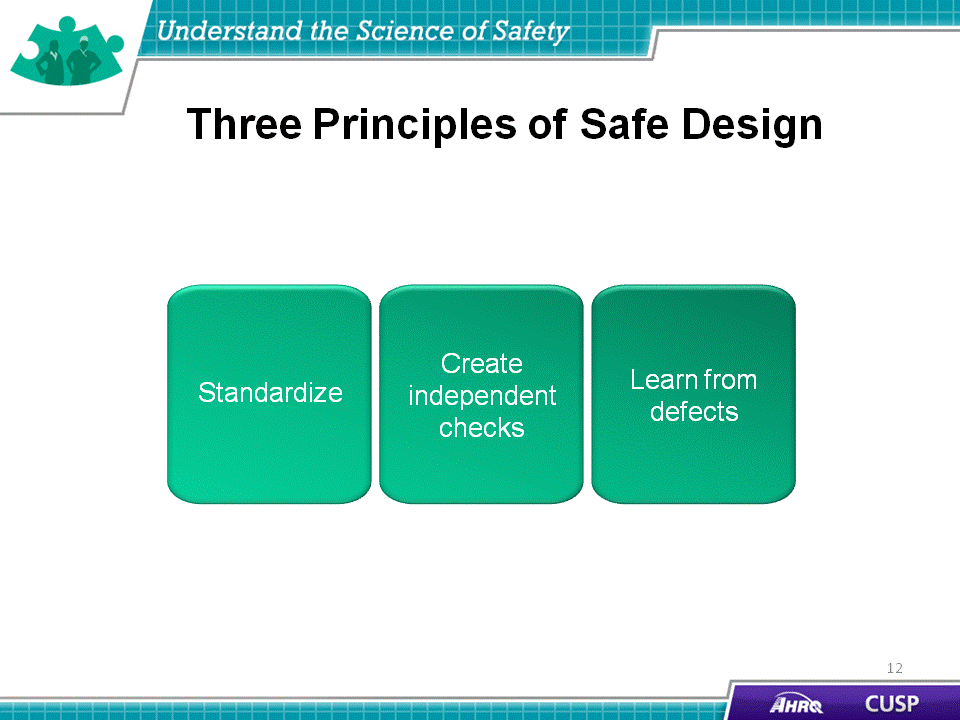 Understand the Science of Safety
Three Principles of Safe Design
Standardize
Create
independent
checks
Learn from
defects
12
AHRQ
CUSP